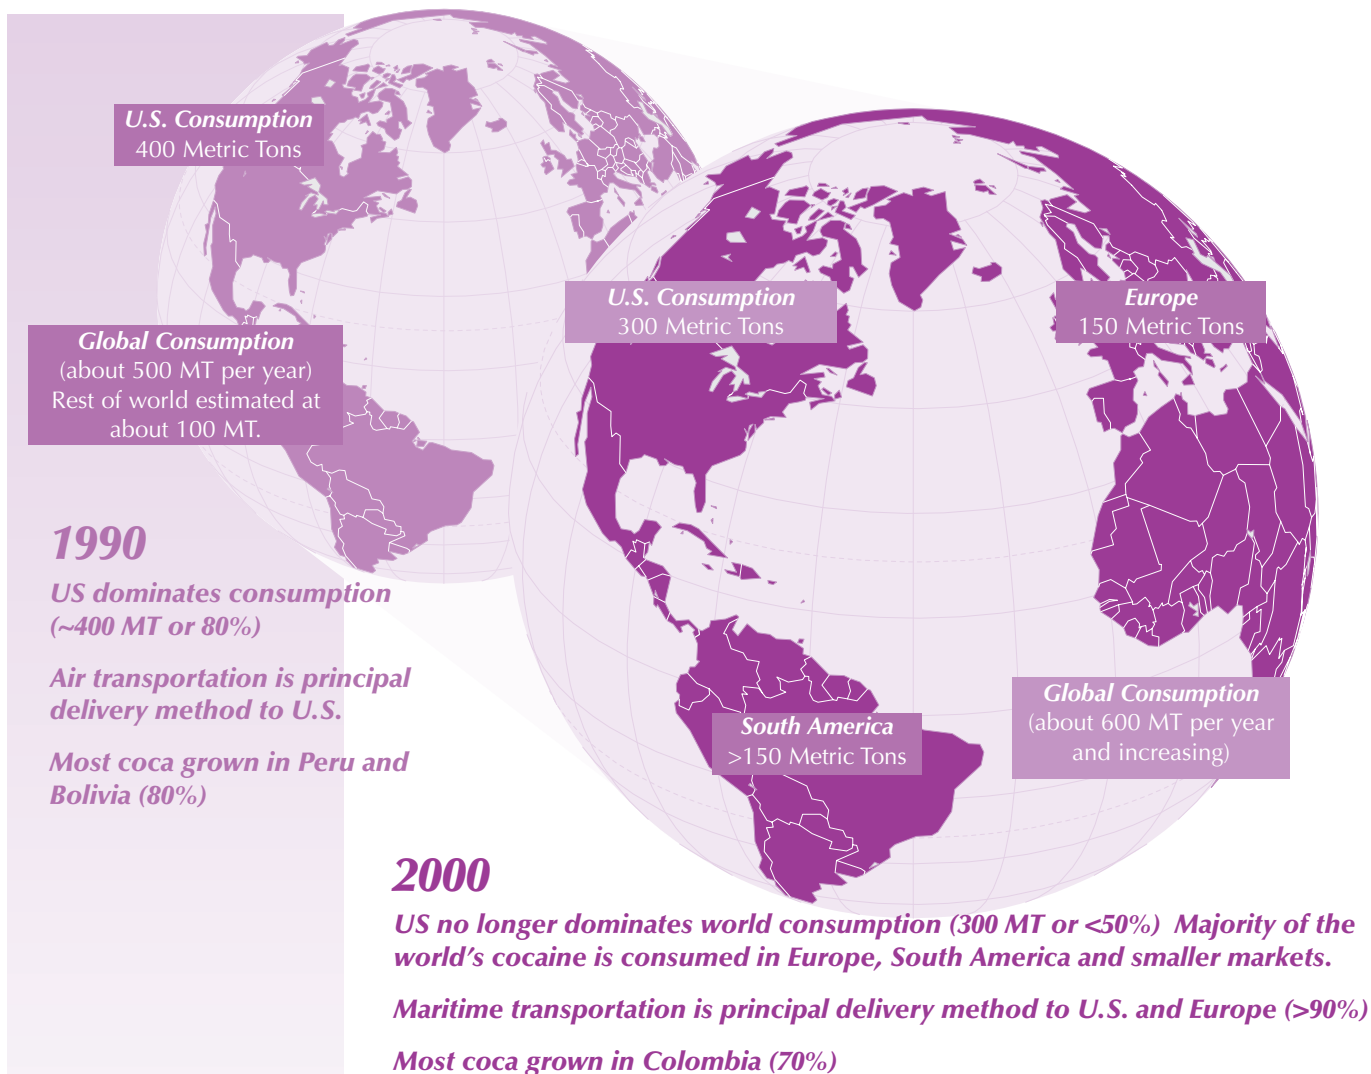 U.S. Consumption
400 Metric Tons
Global Consumption
(about 500 MT per year)
Rest of world estimated at
about 100 MT.
1990
US dominates consumption
(~400 MT or 80%)
Air transportation is principal
delivery method to U.S.
Most coca grown in Peru and
Bolivia (80%)
U.S. Consumption
300 Metric Tons
Europe
150 Metric Tons
South America
>150 Metric Tons
Global Consumption
(about 600 MT per year
and increasing)
2000
US no longer dominates world consumption (300 MT or <50%)  Majority of the
world’s cocaine is consumed in Europe, South America and smaller markets.
Maritime transportation is principal delivery method to U.S. and Europe (>90%)
Most coca grown in Colombia (70%)